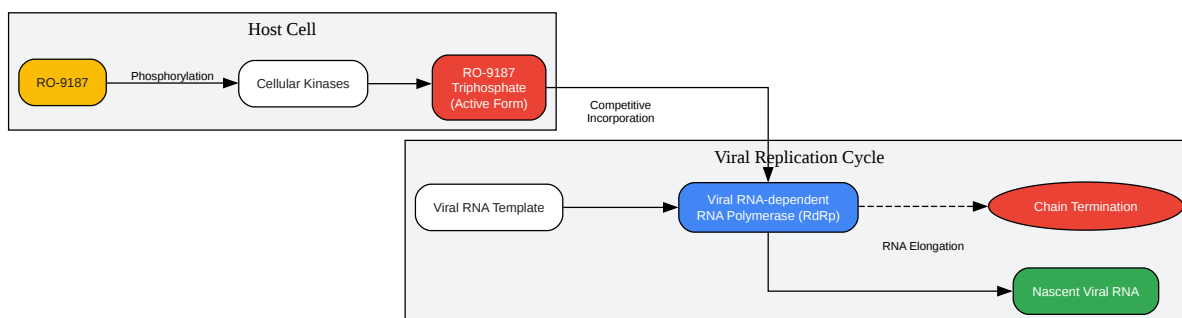 Host Cell
RO-9187
Phosphorylation
Cellular Kinases
RO-9187
Triphosphate
(Active Form)
Competitive
Incorporation
Viral Replication Cycle
Viral RNA Template
Viral RNA-dependent
RNA Polymerase (RdRp)
Chain Termination
RNA Elongation
Nascent Viral RNA